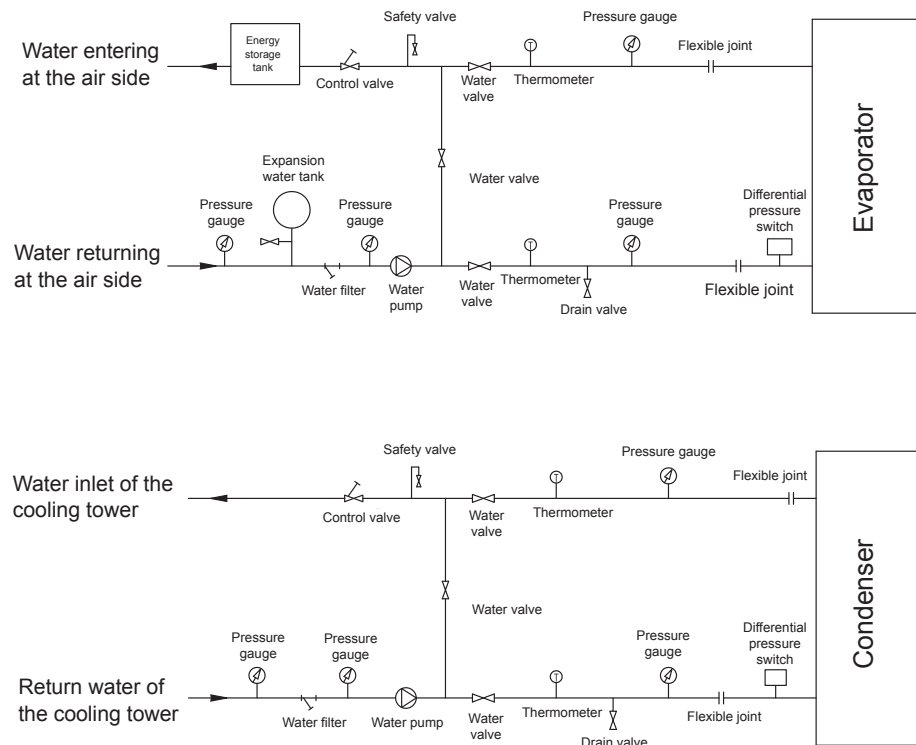 Safety valve
Pressure gauge
Flexible joint
Water entering
at the air side
Energy
storage
tank
Control valve
Water
valve
T
Thermometer
Evaporator
Expansion
water tank
Water valve
Pressure
gauge
Pressure
gauge
Pressure
gauge
Differential
pressure
switch
Water returning
at the air side
Water filter
Water
pump
Water
valve
T
Thermometer
Drain valve
Flexible joint
Safety valve
Pressure gauge
Flexible joint
Water inlet of the
cooling tower
Control valve
Water
valve
T
Thermometer
Condenser
Water valve
Pressure
gauge
Pressure
gauge
Pressure
gauge
Differential
pressure
switch
Return water of
the cooling tower
Water filter
Water pump
Water
valve
T
Thermometer
Drain valve
Flexible joint